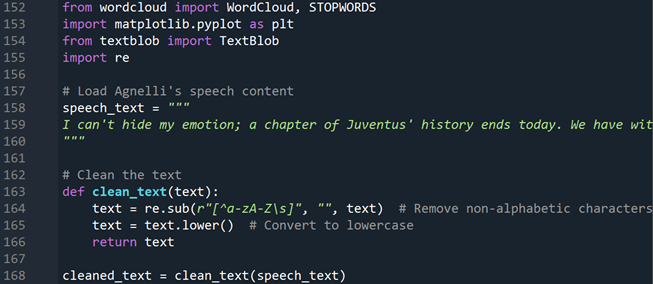 152 from wordcloud import WordCloud, STOPWORDS
153 import matplotlib.pyplot as plt
154 from textblob import TextBlob
155 import re
156
157 # Load Agnelli's speech content
158 speech_text = """
159 I can't hide my emotion; a chapter of Juventus' history ends today. We have wit
160 """
161
162 # Clean the text
163 def clean_text(text):
164     text = re.sub(r"[^a-zA-Z\s]", "", text)  # Remove non-alphabetic characters
165     text = text.lower()  # Convert to lowercase
166     return text
167
168 cleaned_text = clean_text(speech_text)